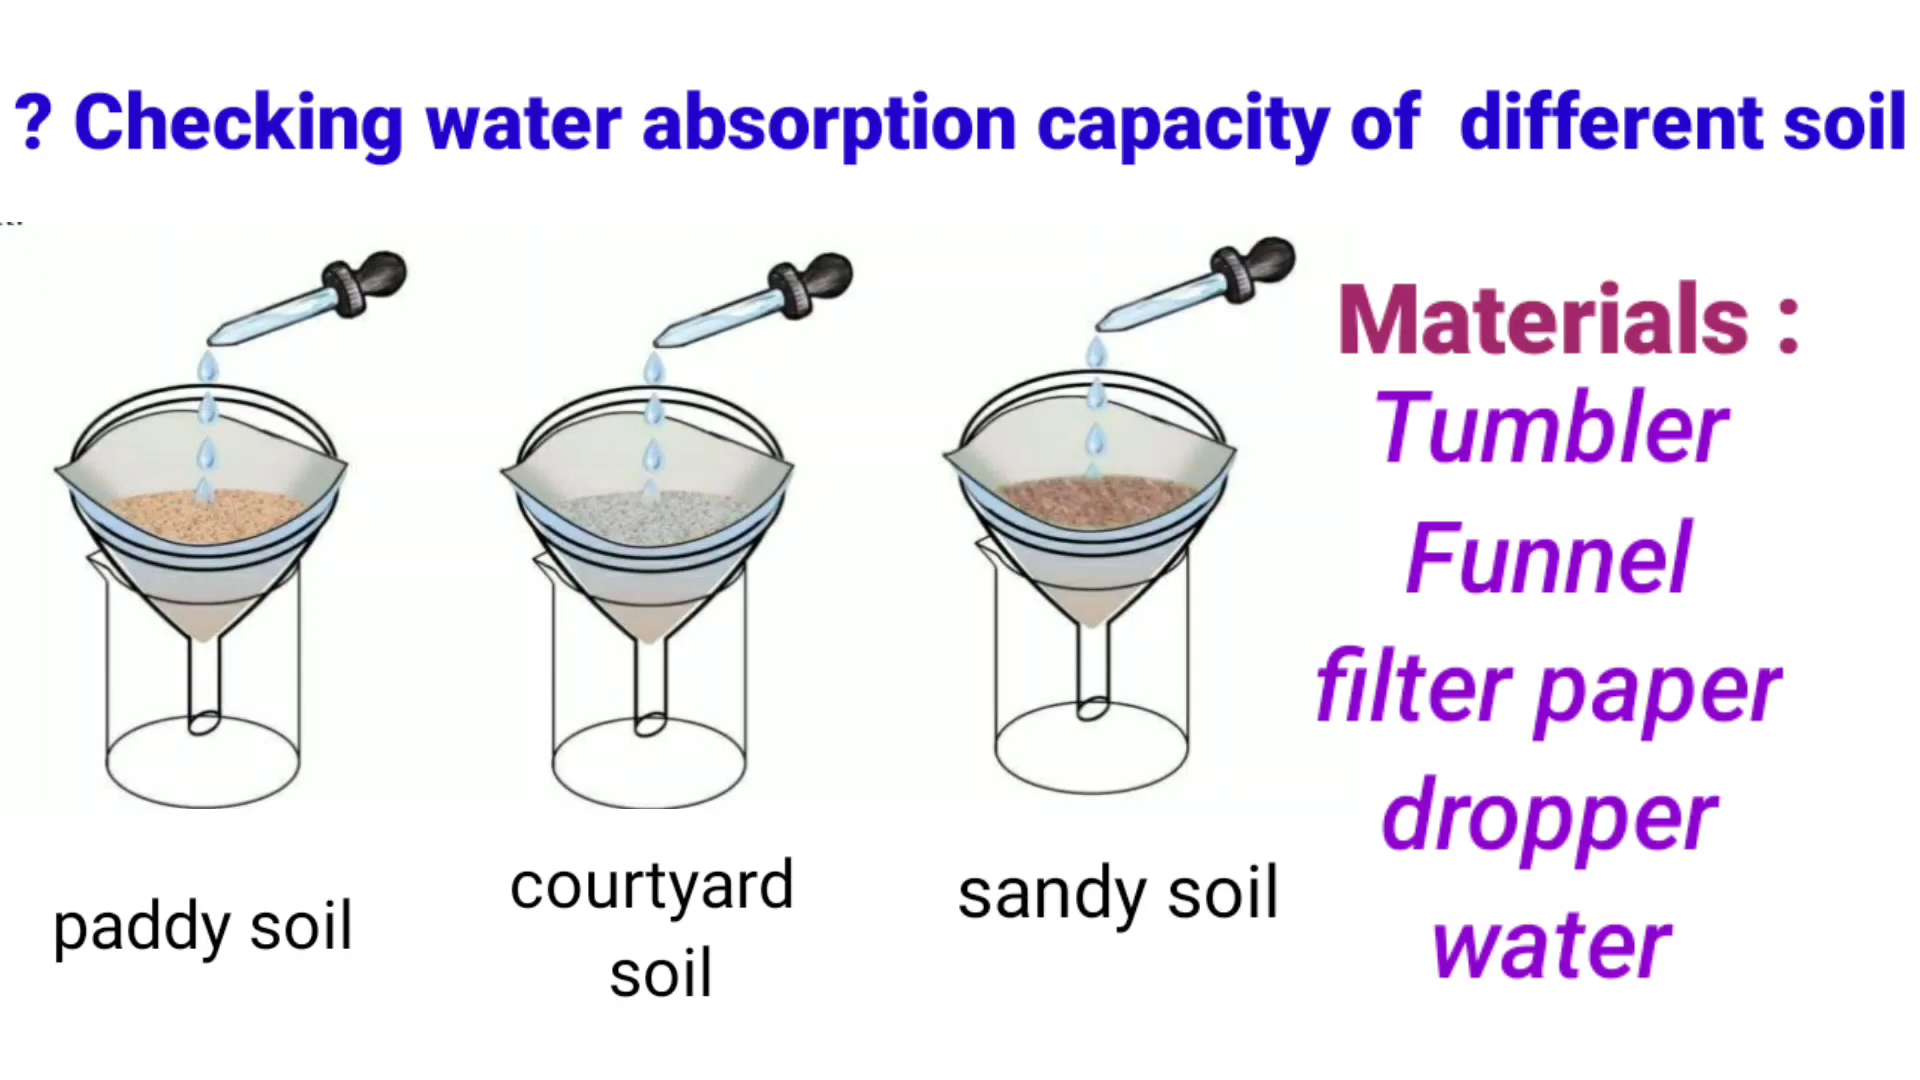 ? Checking water absorption capacity of different soil
Materials :
Tumbler
Funnel
filter paper
dropper
water
paddy soil
courtyard
soil
sandy soil